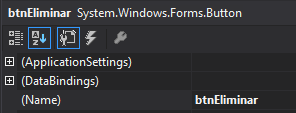 btnEliminar System.Windows.Forms.Button
(ApplicationSettings)
(DataBindings)
(Name) btnEliminar